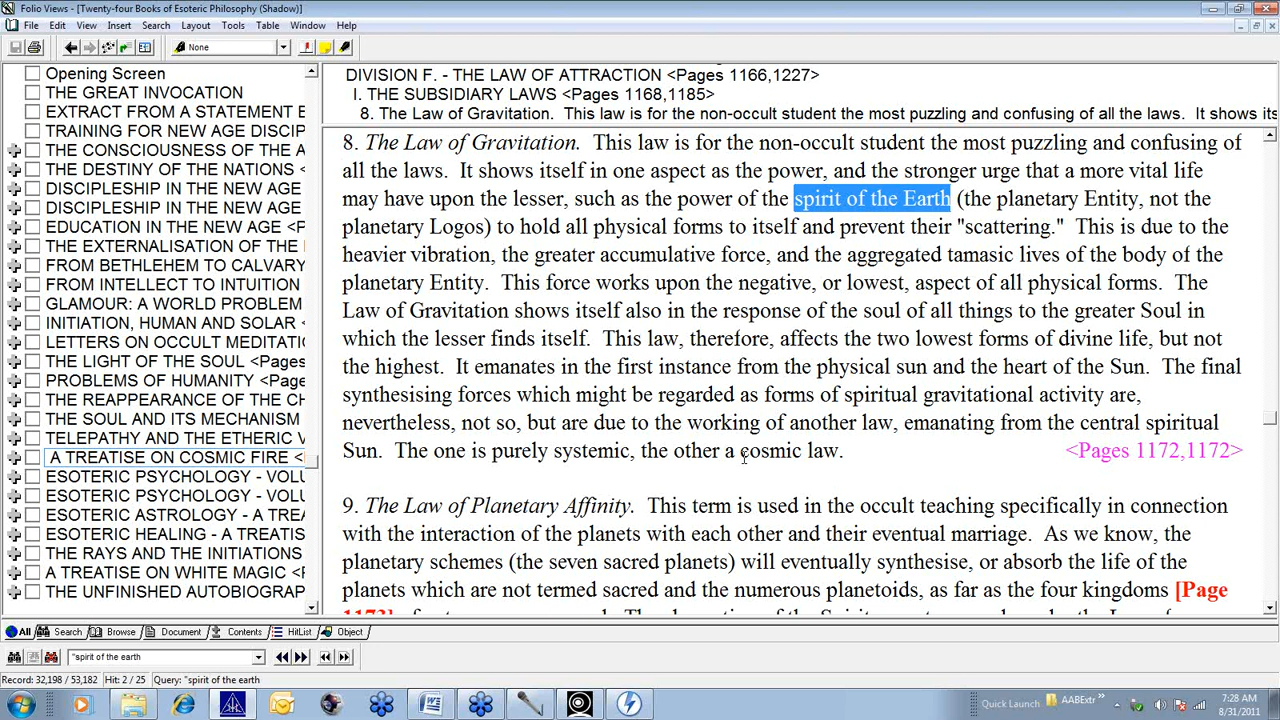 Folio Views - [Twenty-four Books of Esoteric Philosophy (Shadow)]
File Edit View Insert Search Layout Tools Table Window Help
None
Opening Screen
THE GREAT INVOCATION
EXTRACT FROM A STATEMENT E
TRAINING FOR NEW AGE DISCIP
THE CONSCIOUSNESS OF THE A
THE DESTINY OF THE NATIONS <
DISCIPLESHIP IN THE NEW AGE
DISCIPLESHIP IN THE NEW AGE
EDUCATION IN THE NEW AGE <P
THE EXTERNALISATION OF THE
FROM BETHLEHEM TO CALVARY
FROM INTELLECT TO INTUITION
GLAMOUR: A WORLD PROBLEM
INITIATION, HUMAN AND SOLAR <
LETTERS ON OCCULT MEDITATI
THE LIGHT OF THE SOUL <Pages
PROBLEMS OF HUMANITY <Page
THE REAPPEARANCE OF THE CH
THE SOUL AND ITS MECHANISM
TELEPATHY AND THE ETHERIC V
A TREATISE ON COSMIC FIRE <
ESOTERIC PSYCHOLOGY - VOLU
ESOTERIC PSYCHOLOGY - VOLU
ESOTERIC ASTROLOGY - A TREA
ESOTERIC HEALING - A TREATIS
THE RAYS AND THE INITIATIONS
A TREATISE ON WHITE MAGIC <P
THE UNFINISHED AUTOBIOGRAP
DIVISION F. - THE LAW OF ATTRACTION <Pages 1166,1227>
I. THE SUBSIDIARY LAWS <Pages 1168,1185>
8. The Law of Gravitation. This law is for the non-occult student the most puzzling and confusing of all the laws. It shows its
8. The Law of Gravitation. This law is for the non-occult student the most puzzling and confusing of
all the laws. It shows itself in one aspect as the power, and the stronger urge that a more vital life
may have upon the lesser, such as the power of the spirit of the Earth (the planetary Entity, not the
planetary Logos) to hold all physical forms to itself and prevent their "scattering." This is due to the
heavier vibration, the greater accumulative force, and the aggregated tamasic lives of the body of the
planetary Entity. This force works upon the negative, or lowest, aspect of all physical forms. The
Law of Gravitation shows itself also in the response of the soul of all things to the greater Soul in
which the lesser finds itself. This law, therefore, affects the two lowest forms of divine life, but not
the highest. It emanates in the first instance from the physical sun and the heart of the Sun. The final
synthesising forces which might be regarded as forms of spiritual gravitational activity are,
nevertheless, not so, but are due to the working of another law, emanating from the central spiritual
Sun. The one is purely systemic, the other a cosmic law. <Pages 1172,1172>
9. The Law of Planetary Affinity. This term is used in the occult teaching specifically in connection
with the interaction of the planets with each other and their eventual marriage. As we know, the
planetary schemes (the seven sacred planets) will eventually synthesise, or absorb the life of the
planets which are not termed sacred and the numerous planetoids, as far as the four kingdoms [Page
All Search Browse Document Contents HitList Object
"spirit of the earth
Record: 32,198 / 53,182 Hit: 2 / 25 Query: "spirit of the earth
Quick Launch AABExtr
7:28 AM
8/31/2011